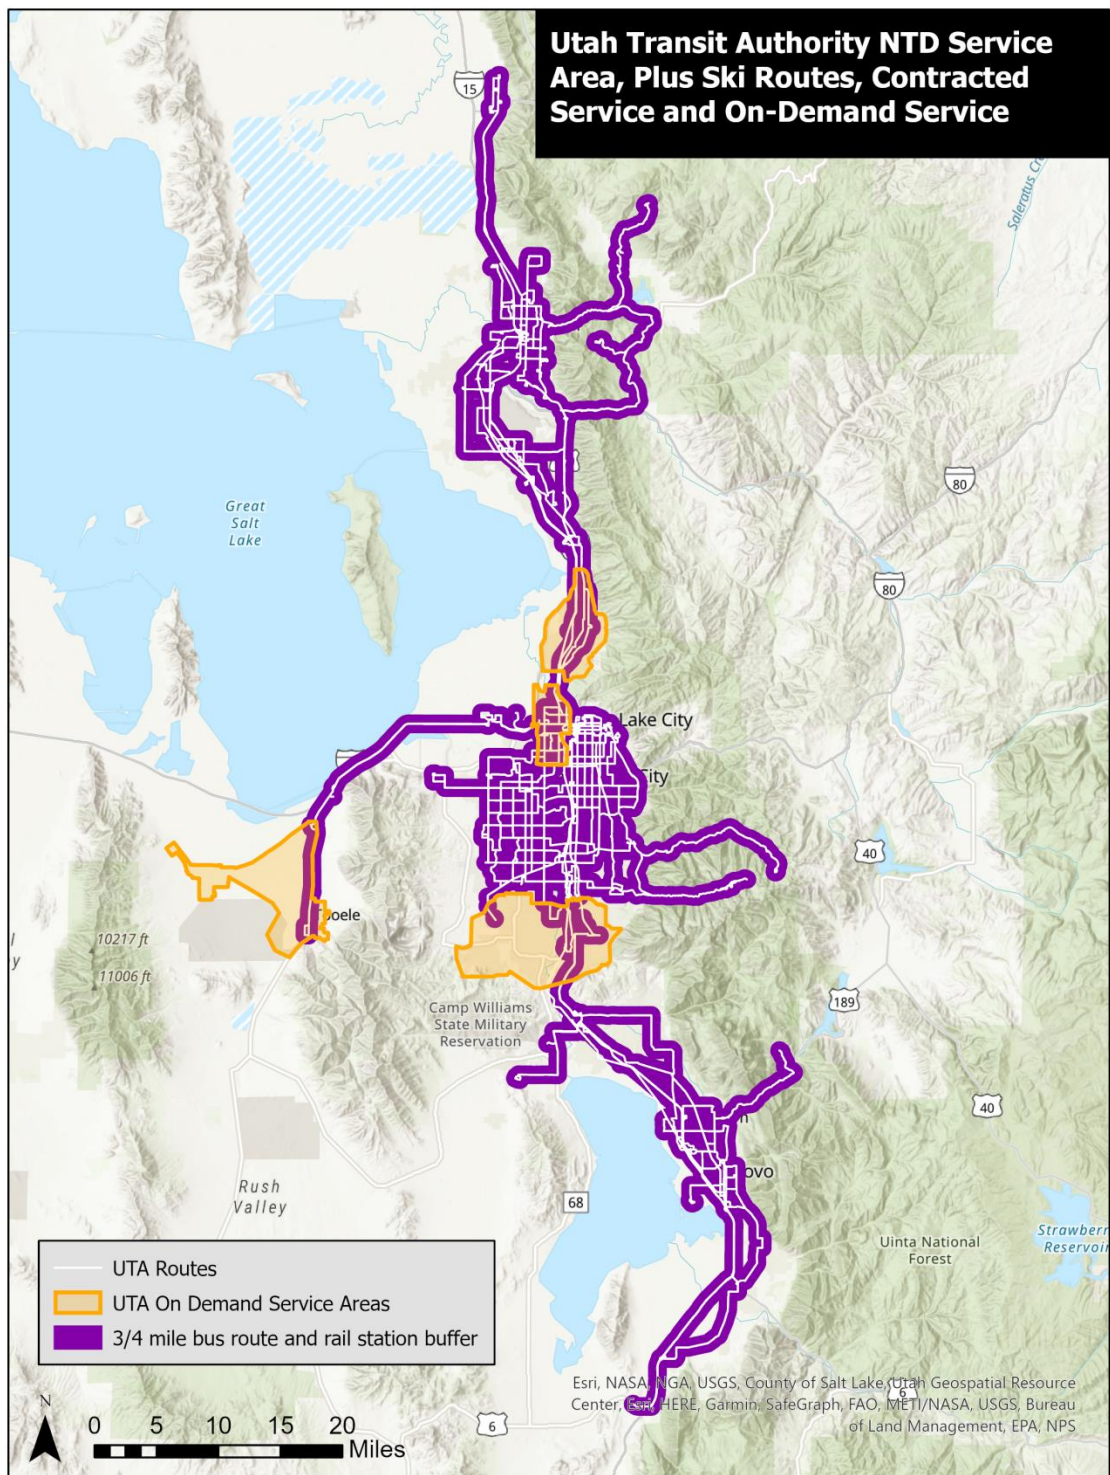 Utah Transit Authority NTD Service
Area, Plus Ski Routes, Contracted
Service and On-Demand Service
15
Saleratus
80
Great
Salt
Lake
80
Lake City
City
40
10217 ft
11006 ft
y
Camp Williams
State Military
Reservation
189
40
Rush
Valley
68
Uinta National
Forest
UTA Routes
UTA On Demand Service Areas
3/4 mile bus route and rail station buffer
Esri, NASA, NGA, USGS, County of Salt Lake, Utah Geospatial Resource
Center, Esri, HERE, Garmin, SafeGraph, FAO, METI/NASA, USGS, Bureau
of Land Management, EPA, NPS
6
6
N
0 5 10 20
Miles